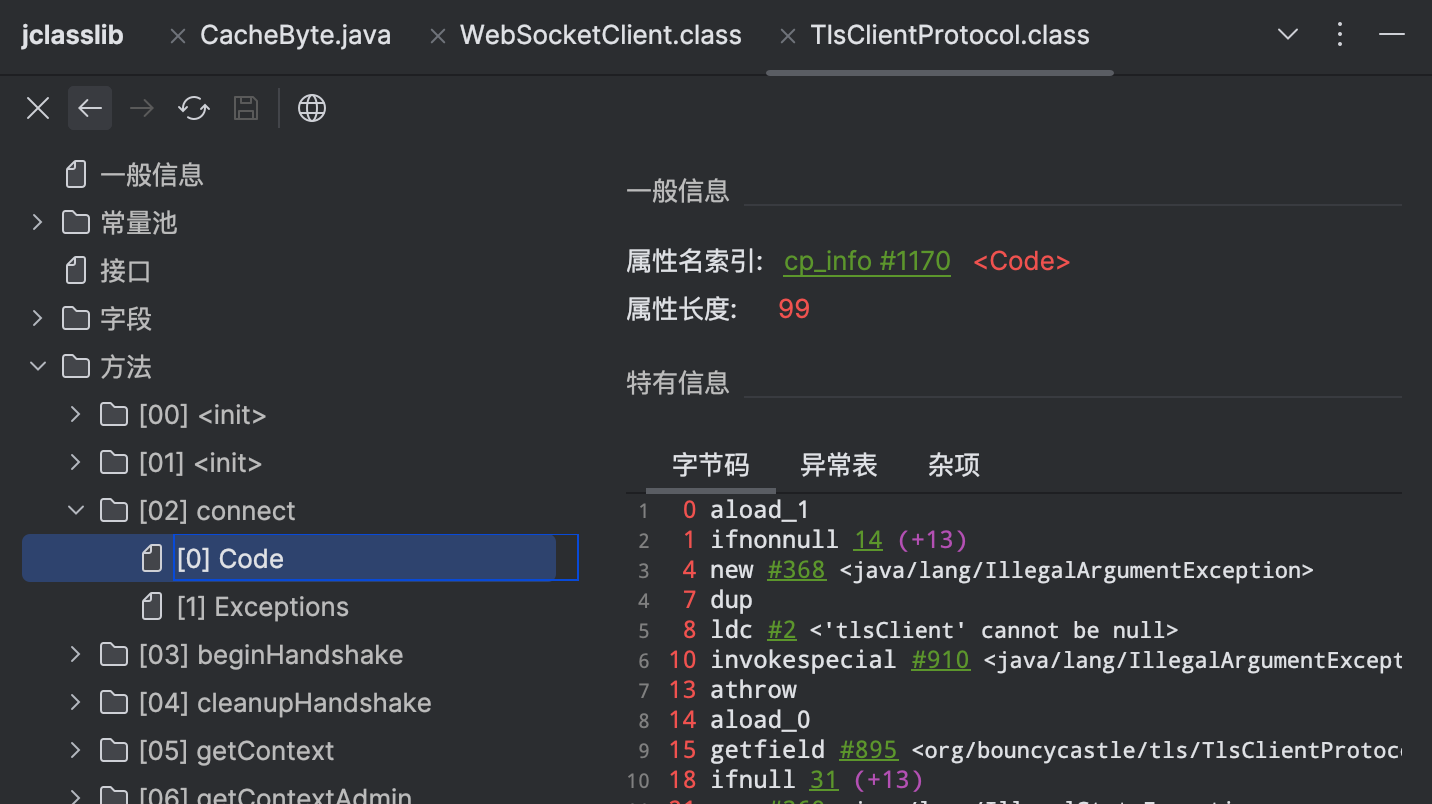 jclasslib
CacheByte.java
WebSocketClient.class
TlsClientProtocol.class
一般信息
常量池
接口
字段
方法
[00] <init>
[01] <init>
[02] connect
[0] Code
[1] Exceptions
[03] beginHandshake
[04] cleanupHandshake
[05] getContext
[06] getContextAdmin
一般信息
属性名索引: cp_info #1170 <Code>
属性长度: 99
特有信息
字节码 异常表 杂项
1 0 aload_1
2 1 ifnonnull 14 (+13)
3 4 new #368 <java/lang/IllegalArgumentException>
4 7 dup
5 8 ldc #2 <'tlsClient' cannot be null>
6 10 invokespecial #910 <java/lang/IllegalArgumentExcept
7 13 athrow
8 14 aload_0
9 15 getfield #895 <org/bouncycastle/tls/TlsClientProtoc
10 18 ifnull 31 (+13)